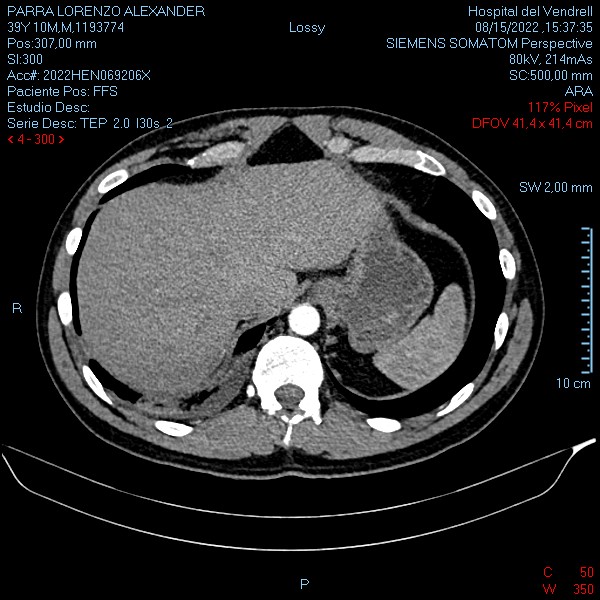 PARRA LORENZO ALEXANDER
39Y 10M,M,1193774
Pos:307,00 mm
SI:300
Acc#: 2022HEN069206X
Paciente Pos: FFS
Estudio Desc:
Serie Desc: TEP 2.0 I30s_2
< 4 - 300 >
Lossy
Hospital del Vendrell
08/15/2022 ,15:37:35
SIEMENS SOMATOM Perspective
80kV, 214mAs
SC:500,00 mm
ARA
117% Pixel
DFOV 41,4 x 41,4 cm
SW 2,00 mm
R
10 cm
P
C 50
W 350